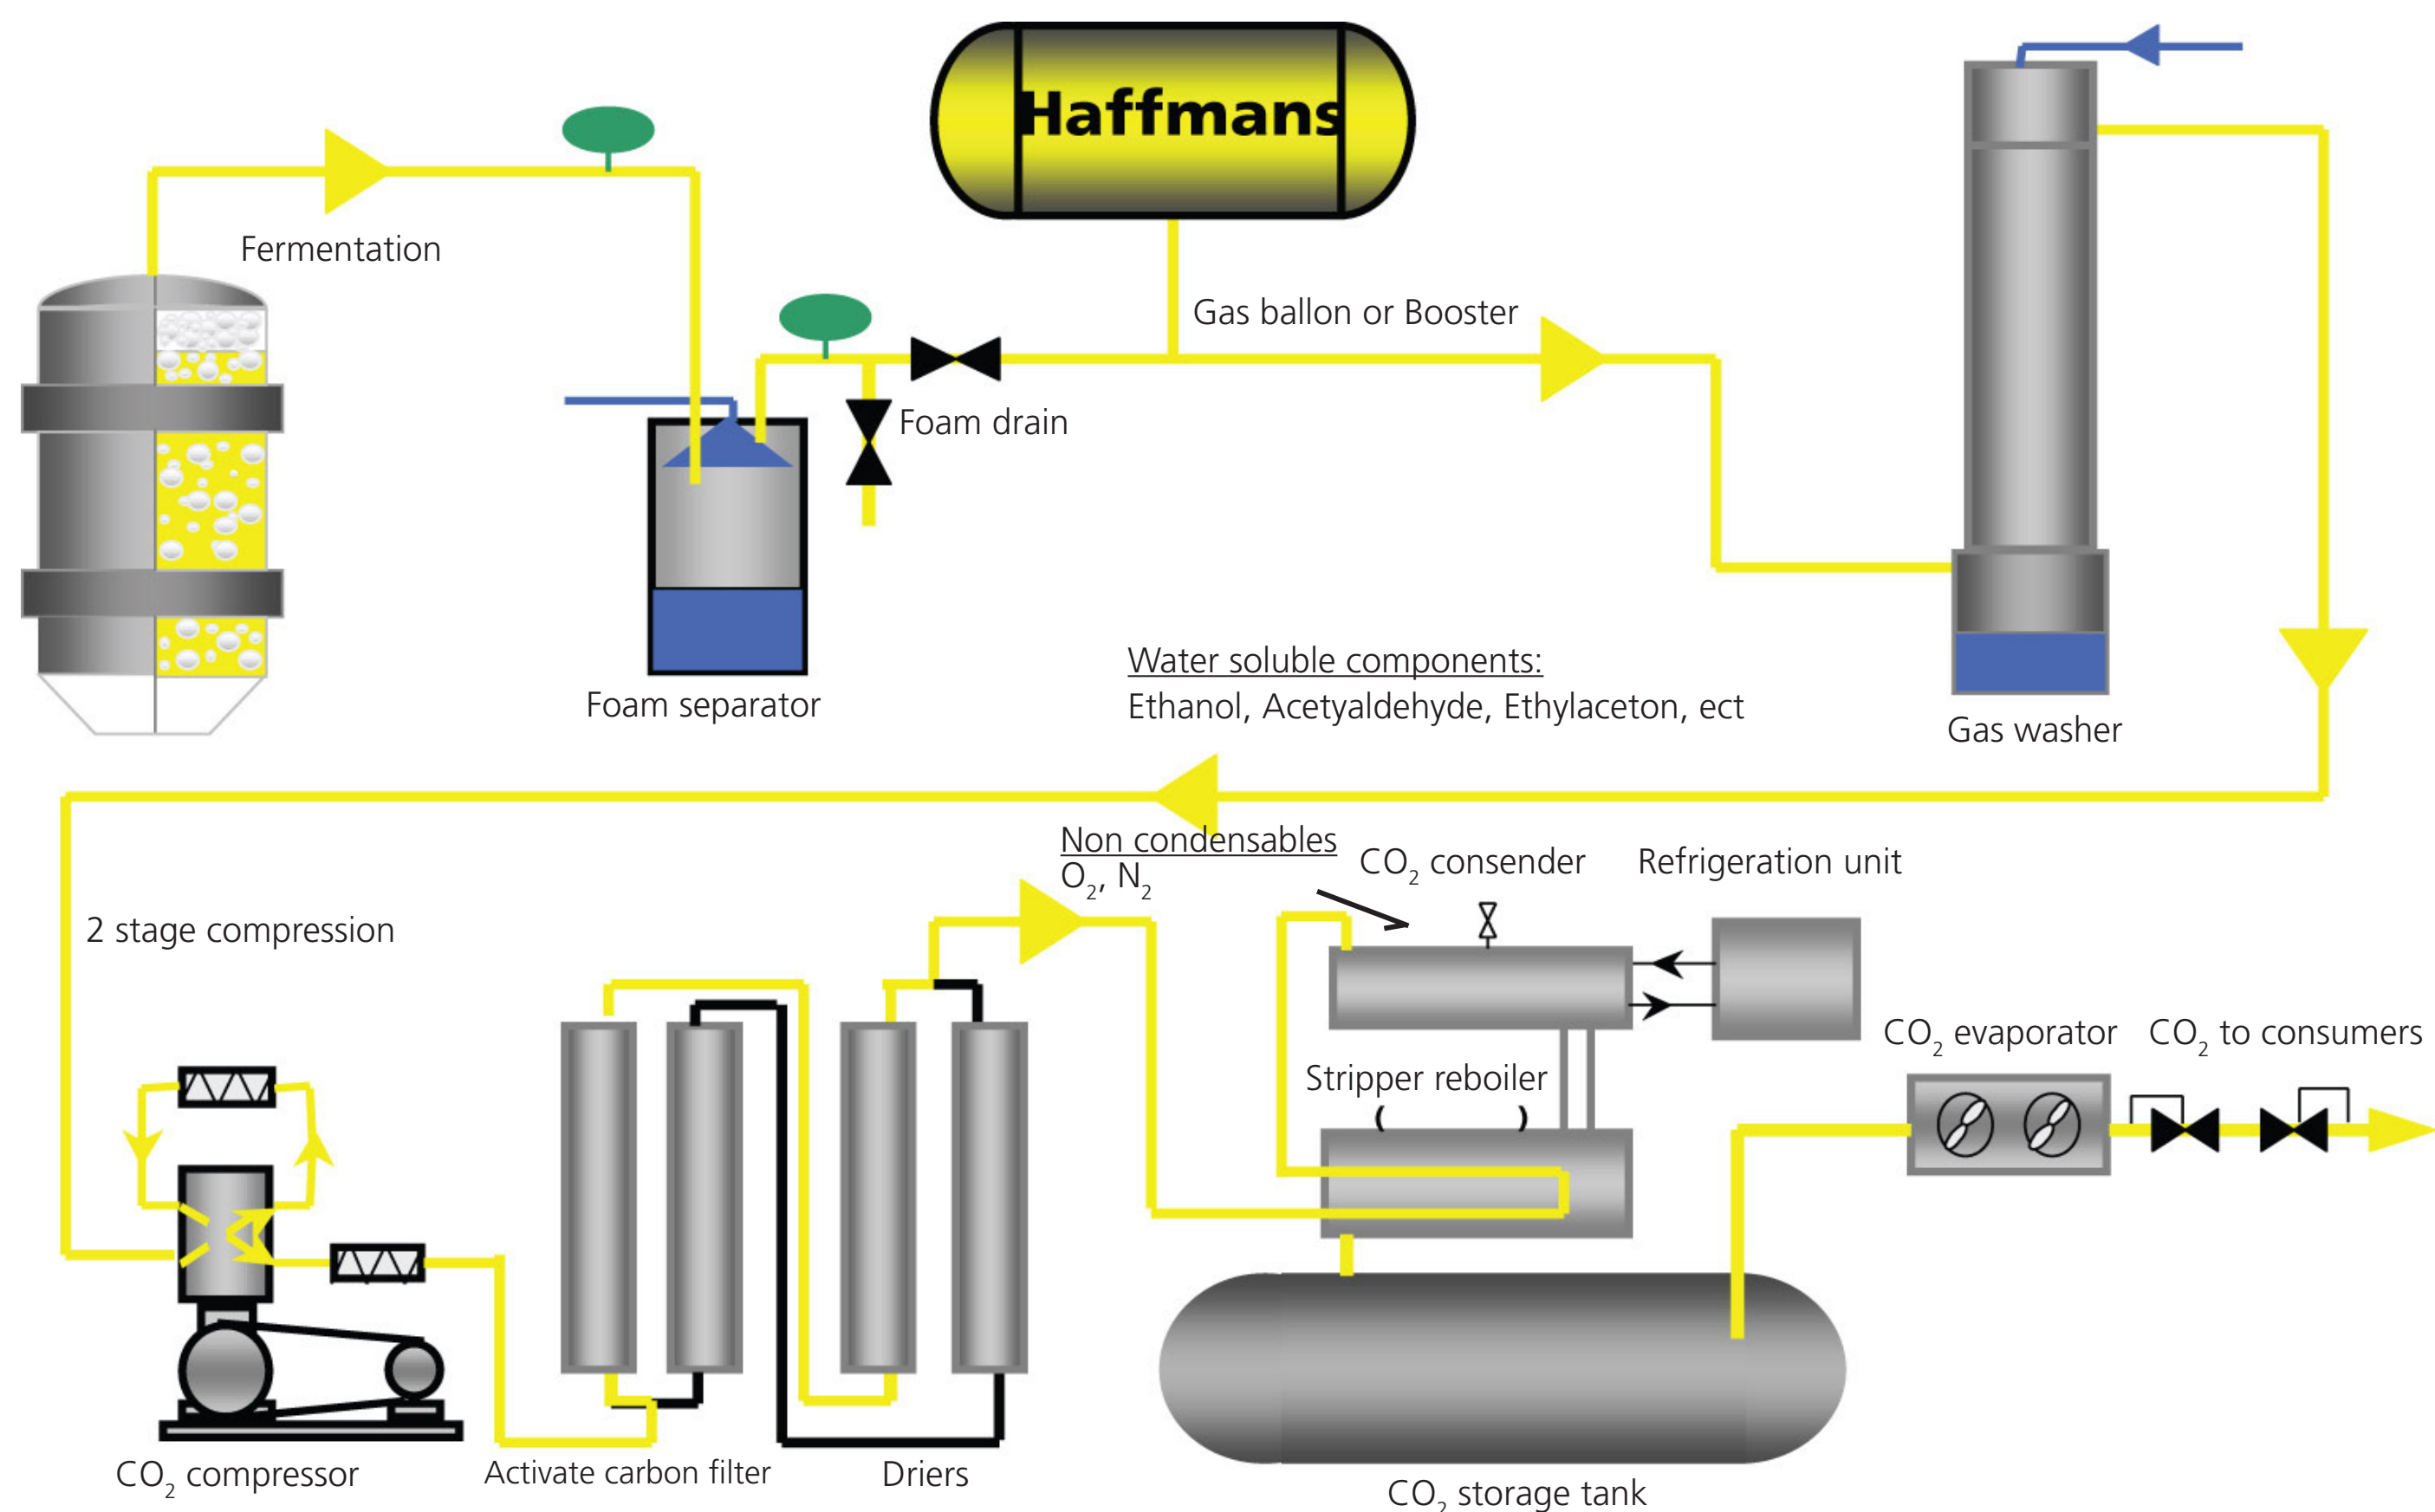 Haffmans
Fermentation
Gas ballon or Booster
Foam drain
Water soluble components:
Ethanol, Acetyaldehyde, Ethylaceton, ect
Foam separator
Gas washer
Non condensables
O₂, N₂
CO₂ consender
Refrigeration unit
2 stage compression
CO₂ evaporator
CO₂ to consumers
Stripper reboiler
CO₂ compressor
Activate carbon filter
Driers
CO₂ storage tank